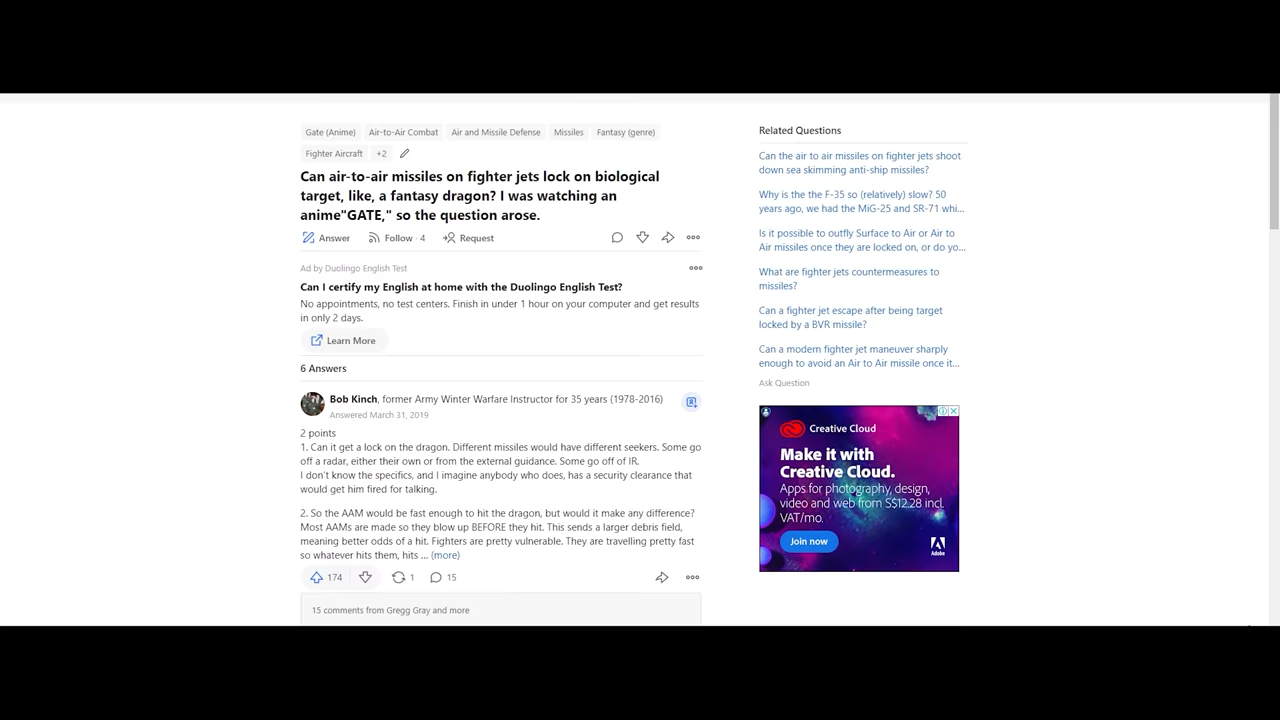 Gate (Anime) Air-to-Air Combat Air and Missile Defense Missiles Fantasy (genre)
Fighter Aircraft +2
Can air-to-air missiles on fighter jets lock on biological
target, like, a fantasy dragon? I was watching an
anime"GATE," so the question arose.
Answer Follow · 4 Request
Ad by Duolingo English Test
Can I certify my English at home with the Duolingo English Test?
No appointments, no test centers. Finish in under 1 hour on your computer and get results
in only 2 days.
Learn More
6 Answers
Bob Kinch, former Army Winter Warfare Instructor for 35 years (1978-2016)
Answered March 31, 2019
2 points
1. Can it get a lock on the dragon. Different missiles would have different seekers. Some go
off a radar, either their own or from the external guidance. Some go off of IR.
I don't know the specifics, and I imagine anybody who does, has a security clearance that
would get him fired for talking.
2. So the AAM would be fast enough to hit the dragon, but would it make any difference?
Most AAMs are made so they blow up BEFORE they hit. This sends a larger debris field,
meaning better odds of a hit. Fighters are pretty vulnerable. They are travelling pretty fast
so whatever hits them, hits ... (more)
174 1 15
15 comments from Gregg Gray and more
Related Questions
Can the air to air missiles on fighter jets shoot
down sea skimming anti-ship missiles?
Why is the the F-35 so (relatively) slow? 50
years ago, we had the MiG-25 and SR-71 whi...
Is it possible to outfly Surface to Air or Air to
Air missiles once they are locked on, or do yo...
What are fighter jets countermeasures to
missiles?
Can a fighter jet escape after being target
locked by a BVR missile?
Can a modern fighter jet maneuver sharply
enough to avoid an Air to Air missile once it...
Ask Question
Creative Cloud
Make it with
Creative Cloud.
Apps for photography, design,
video and web from S$12.28 incl.
VAT/mo.
Join now
Adobe